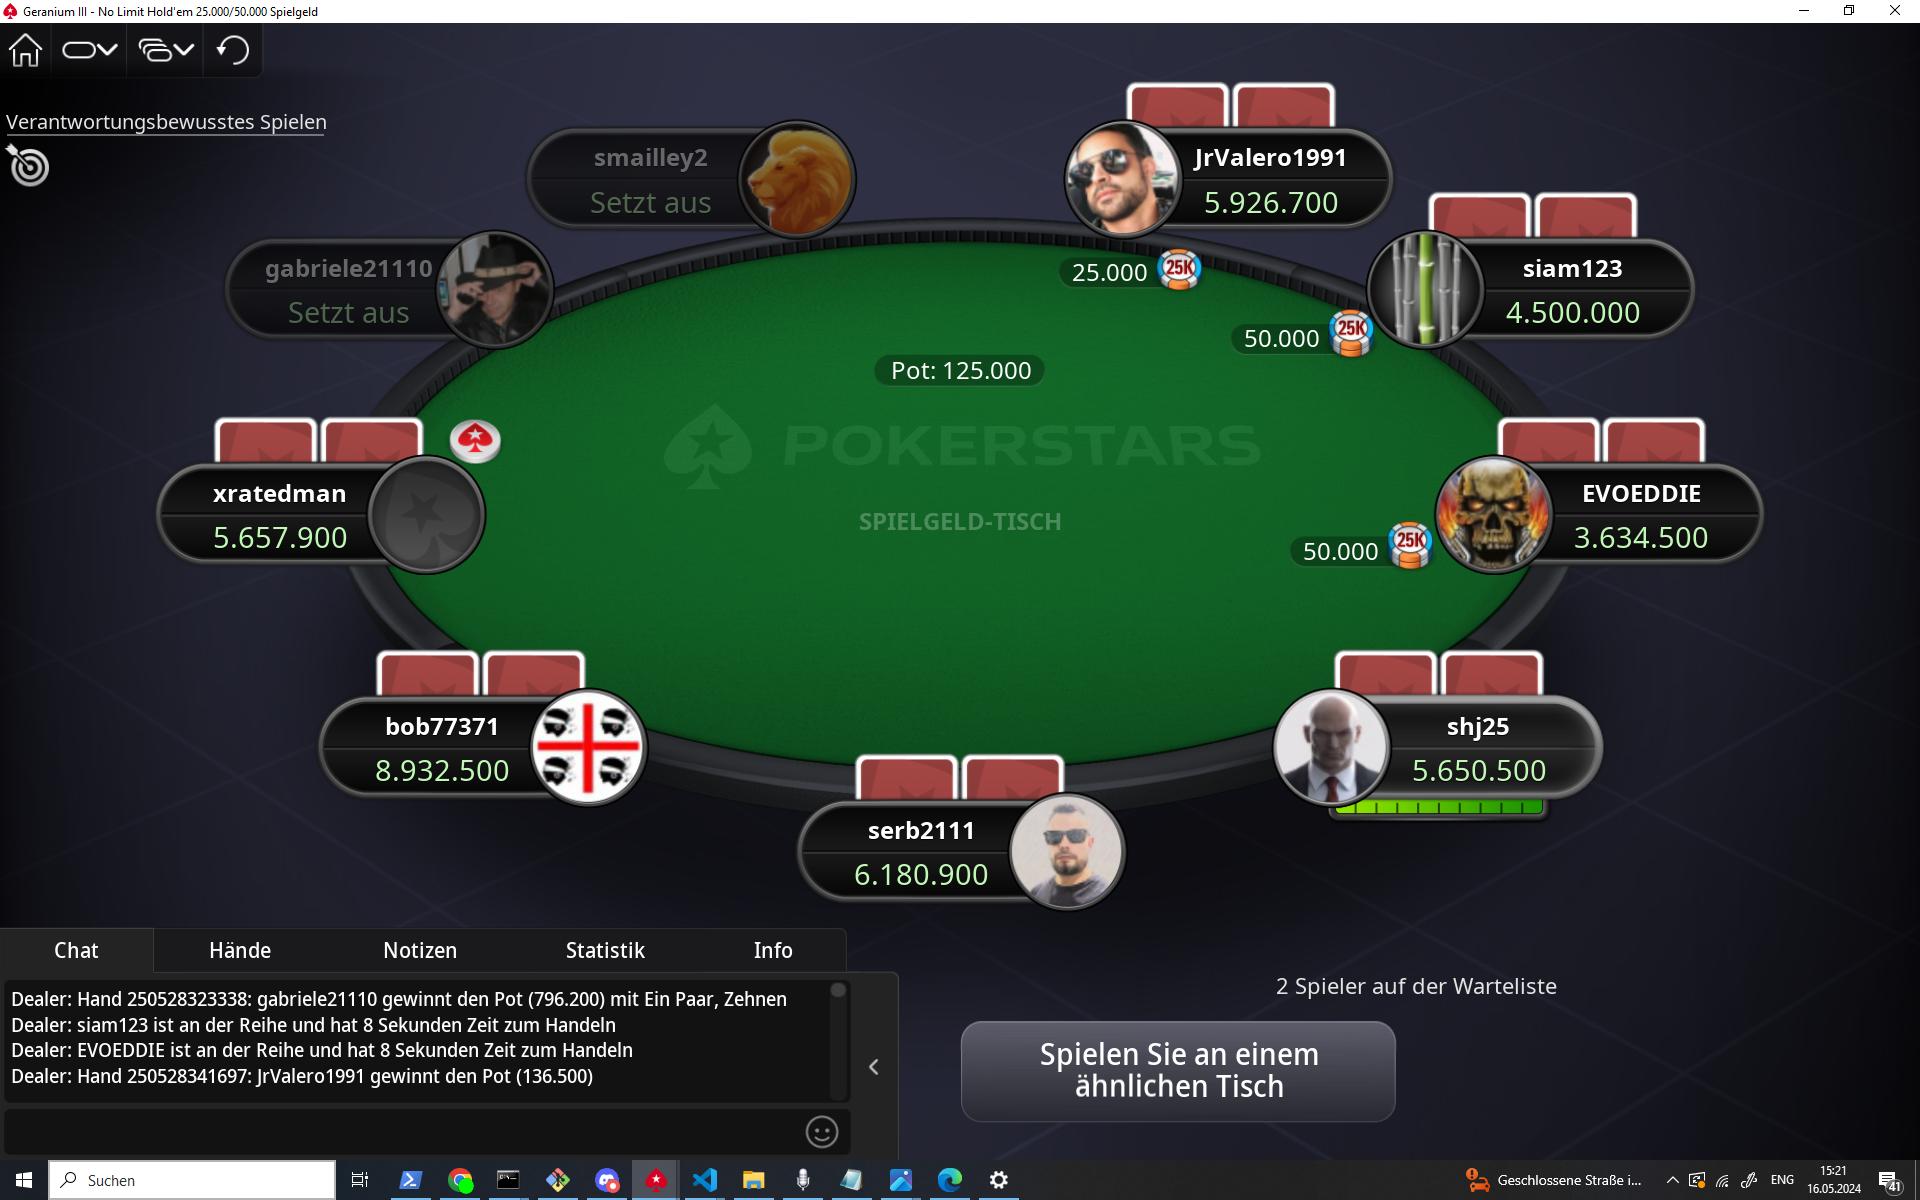 Geranium III - No Limit Hold'em 25.000/50.000 Spielgeld
Verantwortungsbewusstes Spielen
smailley2
Setzt aus
JrValero1991
5.926.700
gabriele21110
Setzt aus
siam123
4.500.000
25.000
25K
50.000
25K
Pot: 125.000
POKERSTARS
SPIELGELD-TISCH
xratedman
5.657.900
EVOEDDIE
3.634.500
50.000
25K
bob77371
8.932.500
shj25
5.650.500
serb2111
6.180.900
Chat Hände Notizen Statistik Info
Dealer: Hand 250528323338: gabriele21110 gewinnt den Pot (796.200) mit Ein Paar, Zehnen
Dealer: siam123 ist an der Reihe und hat 8 Sekunden Zeit zum Handeln
Dealer: EVOEDDIE ist an der Reihe und hat 8 Sekunden Zeit zum Handeln
Dealer: Hand 250528341697: JrValero1991 gewinnt den Pot (136.500)
2 Spieler auf der Warteliste
Spielen Sie an einem
ähnlichen Tisch
Suchen
Geschlossene Straße i...
ENG
15:21
16.05.2024
41